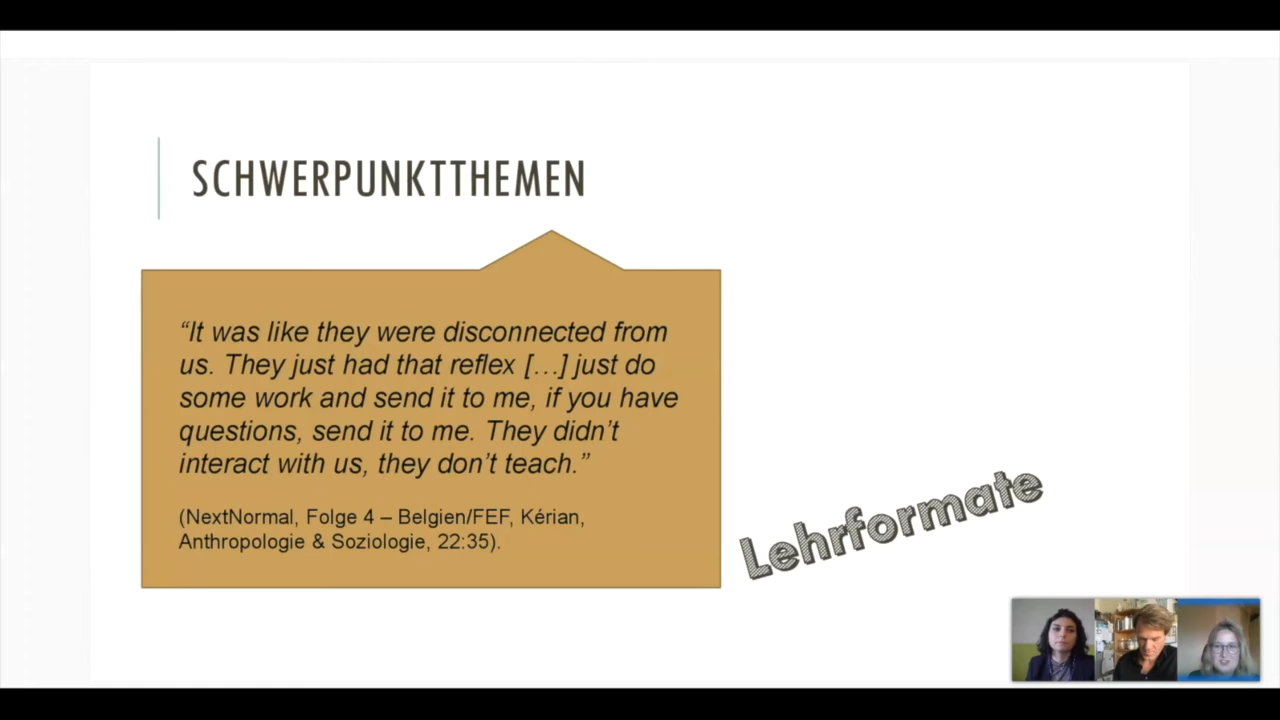 SCHWERPUNKTTHEMEN
“It was like they were disconnected from
us. They just had that reflex […] just do
some work and send it to me, if you have
questions, send it to me. They didn’t
interact with us, they don’t teach.”
(NextNormal, Folge 4 – Belgien/FEF, Kérian,
Anthropologie & Soziologie, 22:35).
Lehrformate